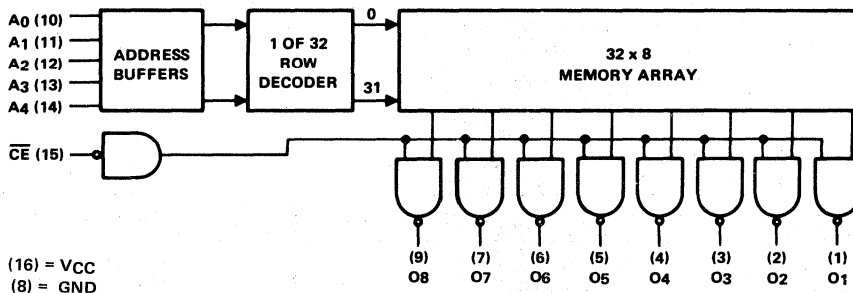 A0 (10)
A1 (11)
A2 (12)
A3 (13)
A4 (14)
ADDRESS
BUFFERS
1 OF 32
ROW
DECODER
0
31
32 x 8
MEMORY ARRAY
CE (15)
(9) (7) (6) (5) (4) (3) (2) (1)
O8 O7 O6 O5 O4 O3 O2 O1
(16) = VCC
(8) = GND